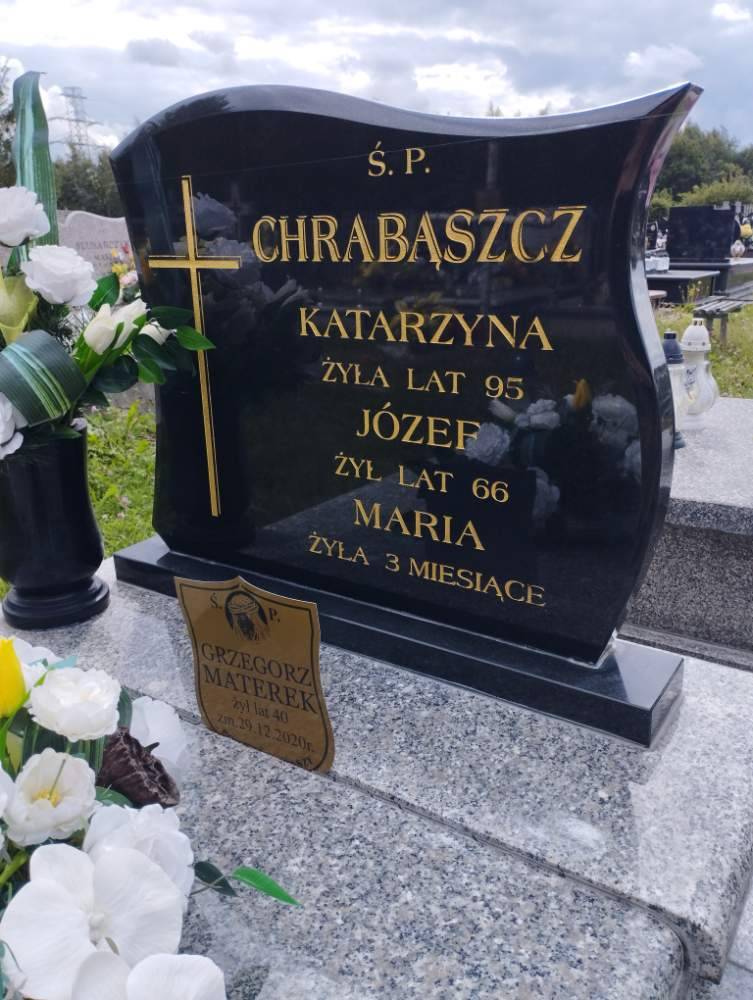 Ś. P.
CHRABĄSZCZ
KATARZYNA
ŻYŁA LAT 95
JÓZEF
ŻYŁ LAT 66
MARIA
ŻYŁA 3 MIESIĄCE
Ś. P.
GRZEGORZ
MATEREK
żył lat 40
zm.29.12.2020r.